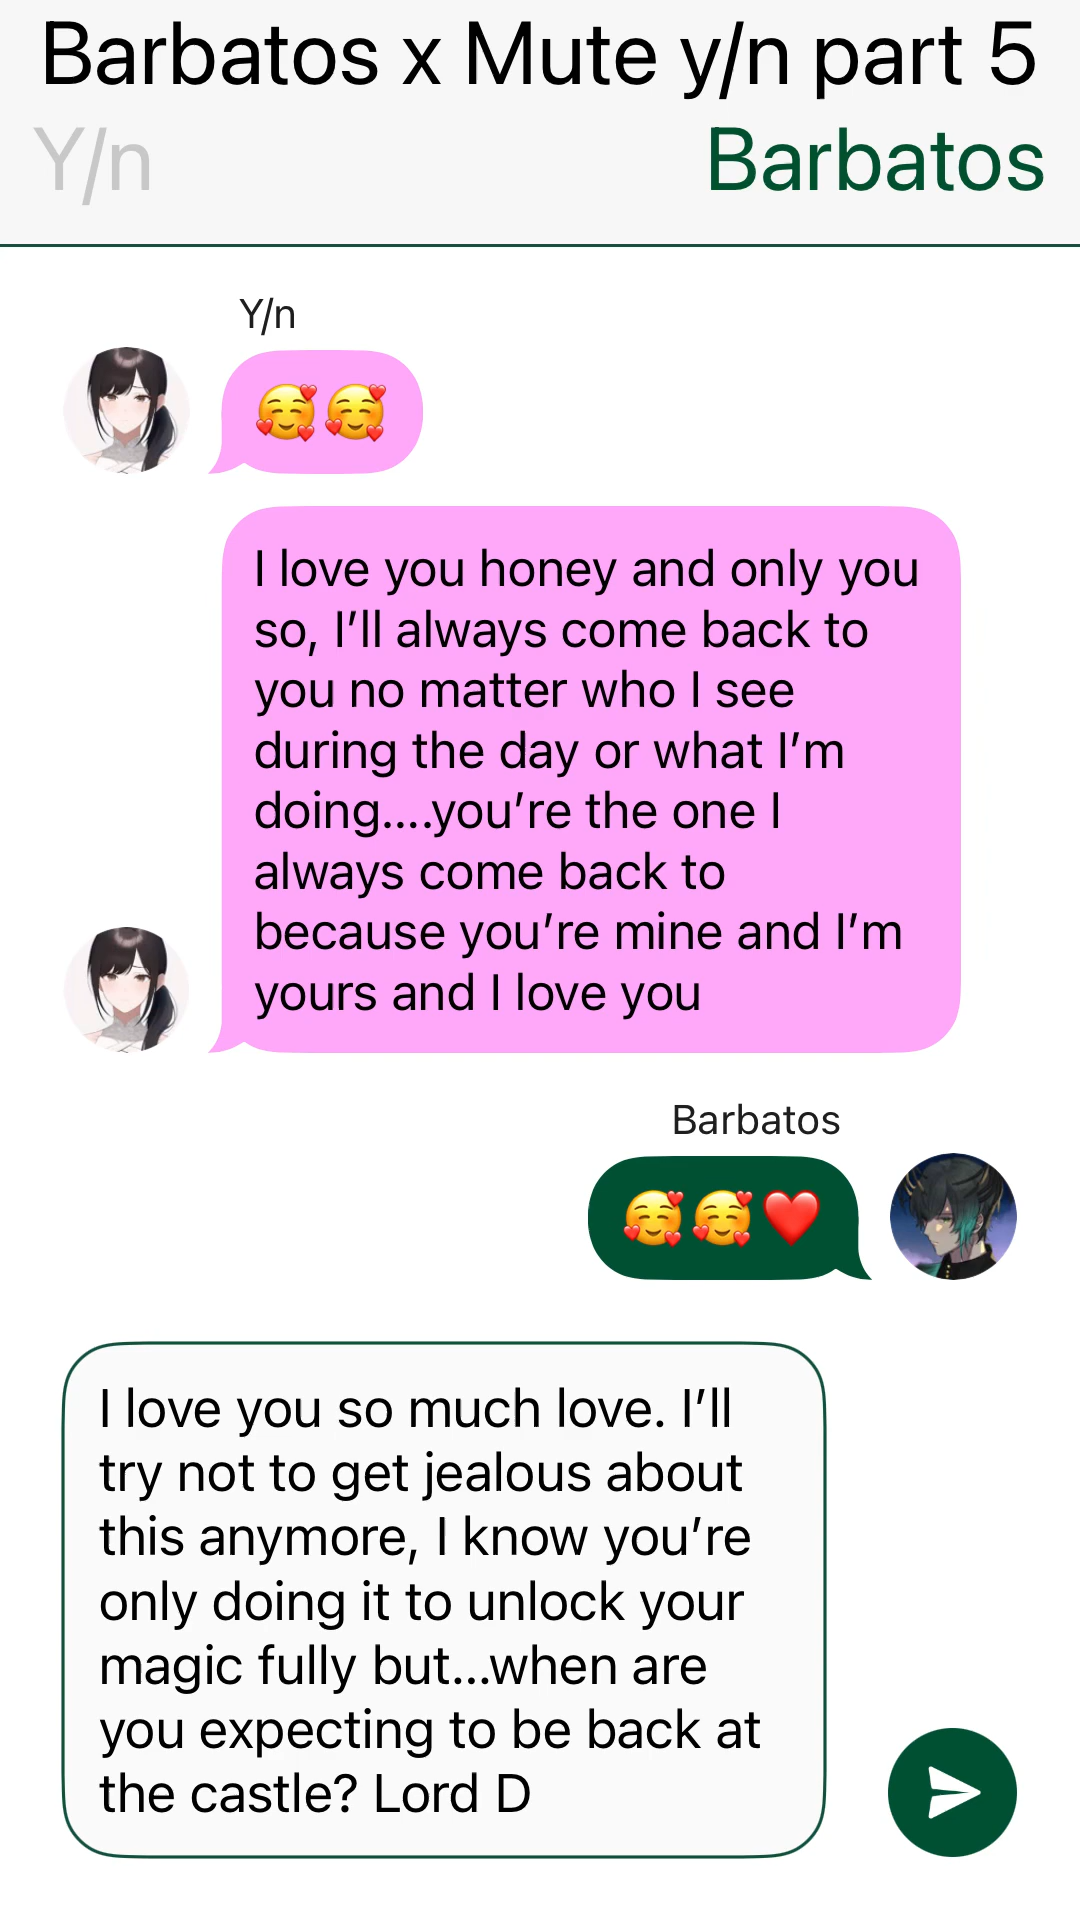 Barbatos x Mute y/n part 5
Y/n
Barbatos
Y/n
🥰🥰
I love you honey and only you
so, I’ll always come back to
you no matter who I see
during the day or what I’m
doing....you’re the one I
always come back to
because you’re mine and I’m
yours and I love you
Barbatos
🥰🥰❤️
I love you so much love. I’ll
try not to get jealous about
this anymore, I know you’re
only doing it to unlock your
magic fully but...when are
you expecting to be back at
the castle? Lord D